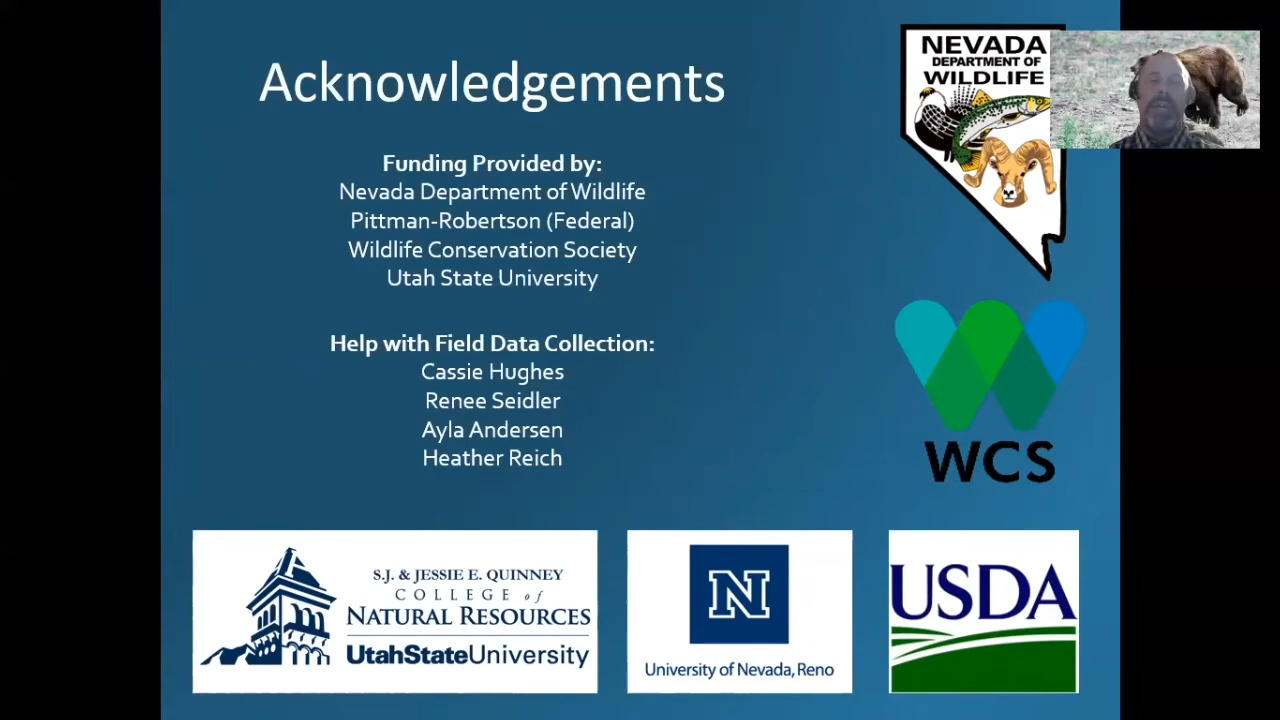 Acknowledgements
Funding Provided by:
Nevada Department of Wildlife
Pittman-Robertson (Federal)
Wildlife Conservation Society
Utah State University
Help with Field Data Collection:
Cassie Hughes
Renee Seidler
Ayla Andersen
Heather Reich
NEVADA
DEPARTMENT OF
WILDLIFE
WCS
S.J. & JESSIE E. QUINNEY
COLLEGE of
NATURAL RESOURCES
UtahStateUniversity
N
University of Nevada, Reno
USDA